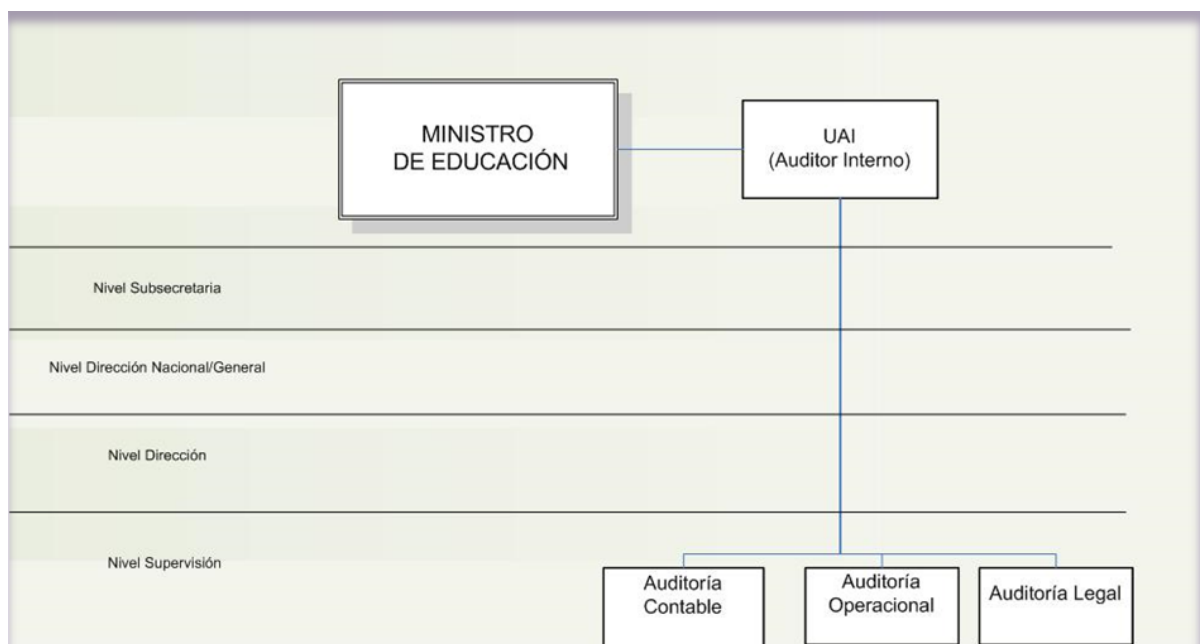 MINISTRO
DE EDUCACIÓN
UAI
(Auditor Interno)
Nivel Subsecretaria
Nivel Dirección Nacional/General
Nivel Dirección
Nivel Supervisión
Auditoría
Contable
Auditoría
Operacional
Auditoría Legal